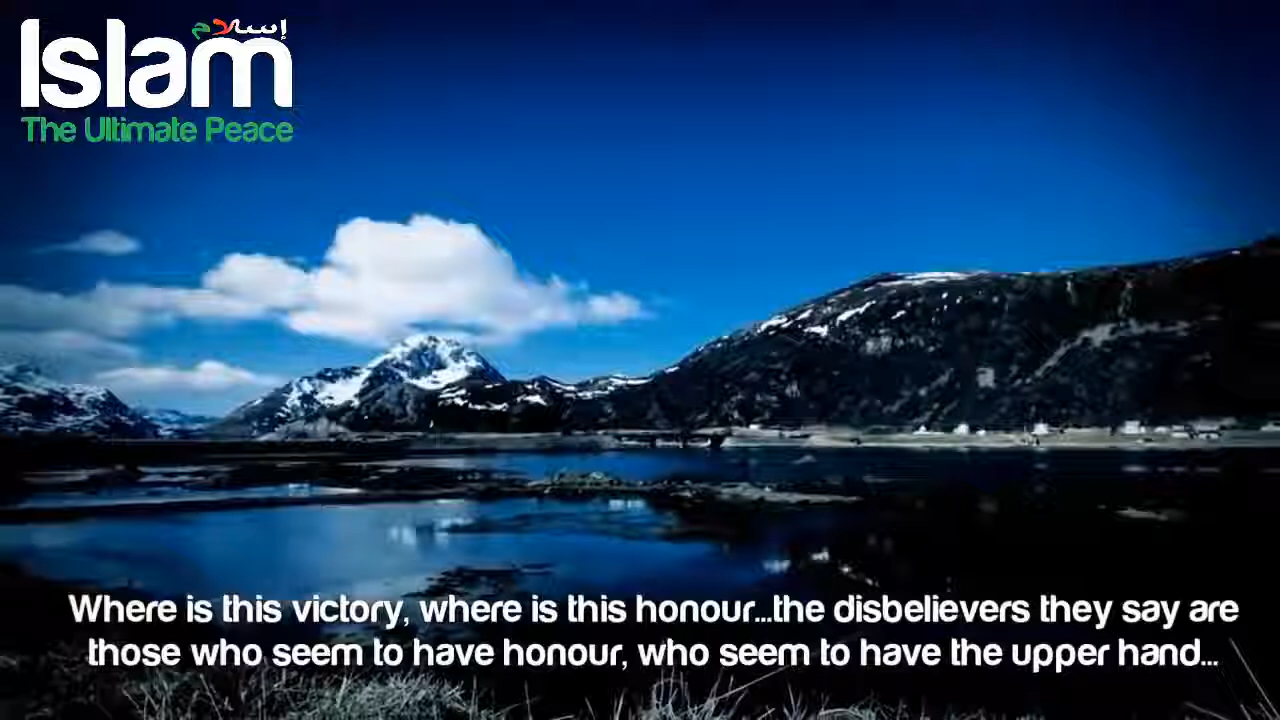 إسلام
Islam
The Ultimate Peace
Where is this victory, where is this honour...the disbelievers they say are
those who seem to have honour, who seem to have the upper hand...